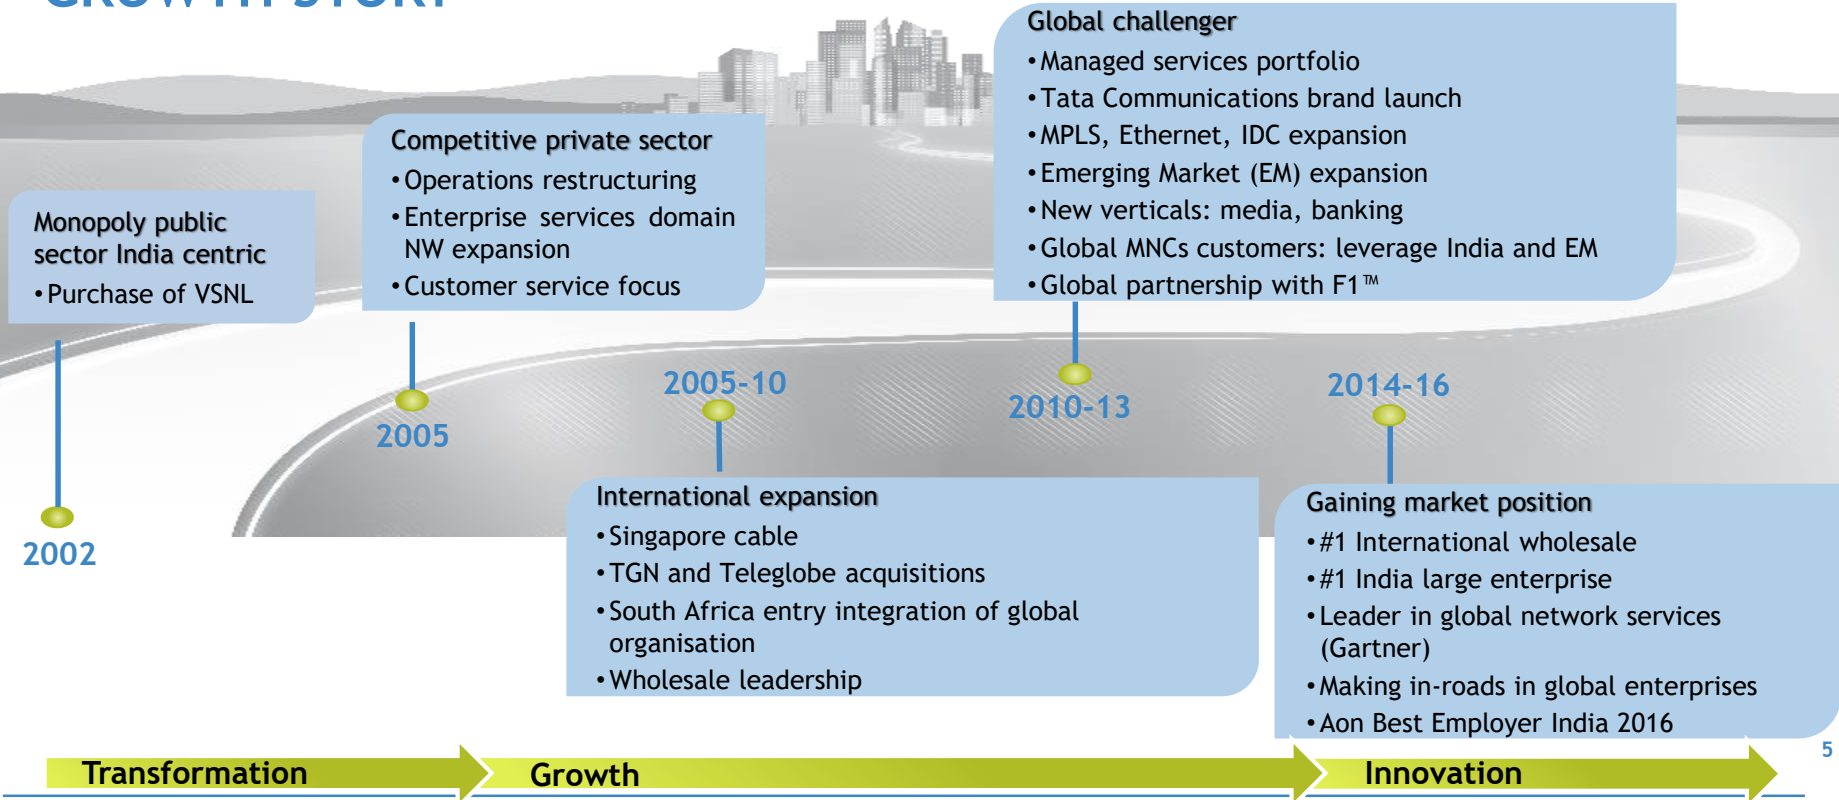 GROWTH STORY
Monopoly public
sector India centric
•Purchase of VSNL
2002
Competitive private sector
•Operations restructuring
•Enterprise services domain
NW expansion
•Customer service focus
2005
2005-10
International expansion
•Singapore cable
•TGN and Teleglobe acquisitions
•South Africa entry integration of global
organisation
•Wholesale leadership
Global challenger
•Managed services portfolio
•Tata Communications brand launch
•MPLS, Ethernet, IDC expansion
•Emerging Market (EM) expansion
•New verticals: media, banking
•Global MNCs customers: leverage India and EM
•Global partnership with F1™
2010-13
2014-16
Gaining market position
•#1 International wholesale
•#1 India large enterprise
•Leader in global network services
(Gartner)
•Making in-roads in global enterprises
•Aon Best Employer India 2016
Transformation
Growth
Innovation
5